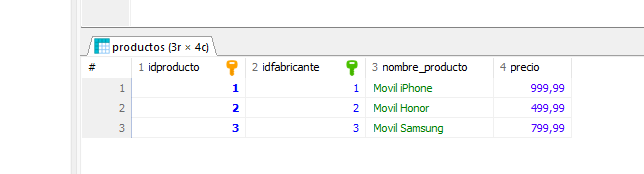 productos (3r × 4c)
# 1 idproducto 2 idfabricante 3 nombre_producto 4 precio
1 1 1 Movil iPhone 999,99
2 2 2 Movil Honor 499,99
3 3 3 Movil Samsung 799,99